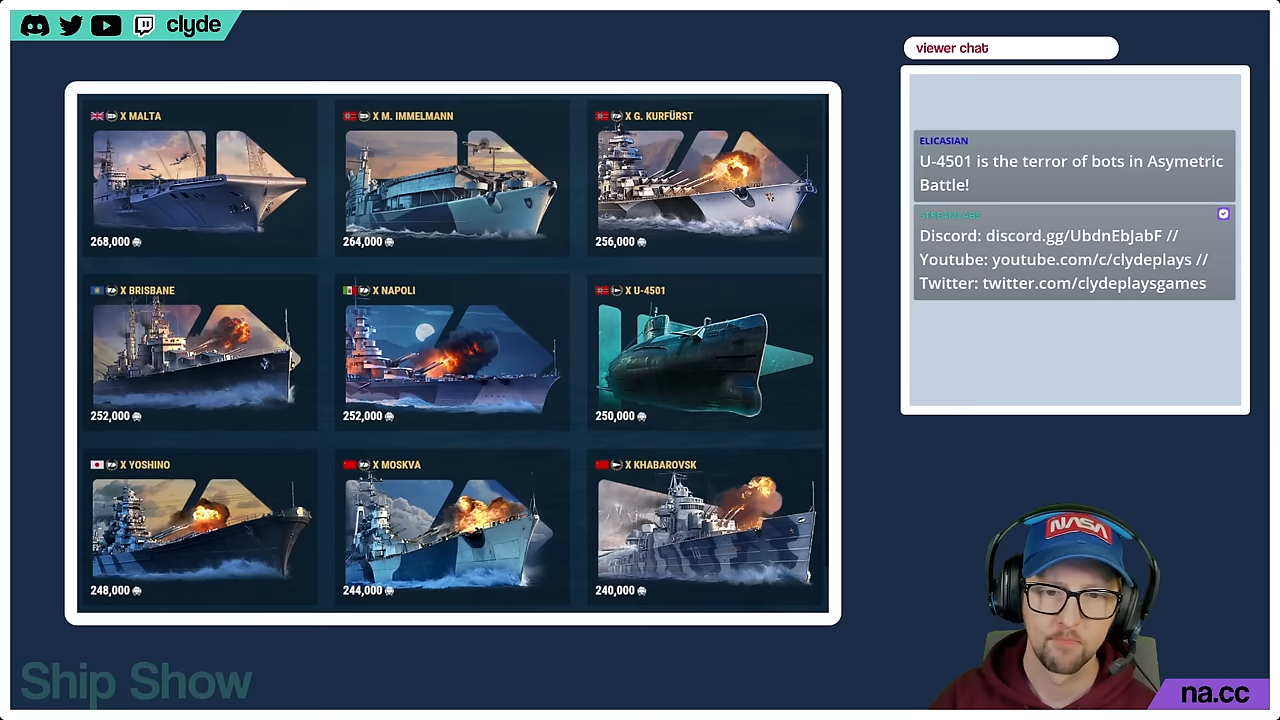 clyde
viewer chat
X MALTA
268,000
X M. IMMELMANN
264,000
X G. KURFÜRST
256,000
X BRISBANE
252,000
X NAPOLI
252,000
X U-4501
250,000
X YOSHINO
248,000
X MOSKVA
244,000
X KHABAROVSK
240,000
ELICASIAN
U-4501 is the terror of bots in Asymetric
Battle!
STREAMLABS
Discord: discord.gg/UbdnEbJabF //
Youtube: youtube.com/c/clydeplays //
Twitter: twitter.com/clydeplaysgames
NASA
Ship Show
na.cc